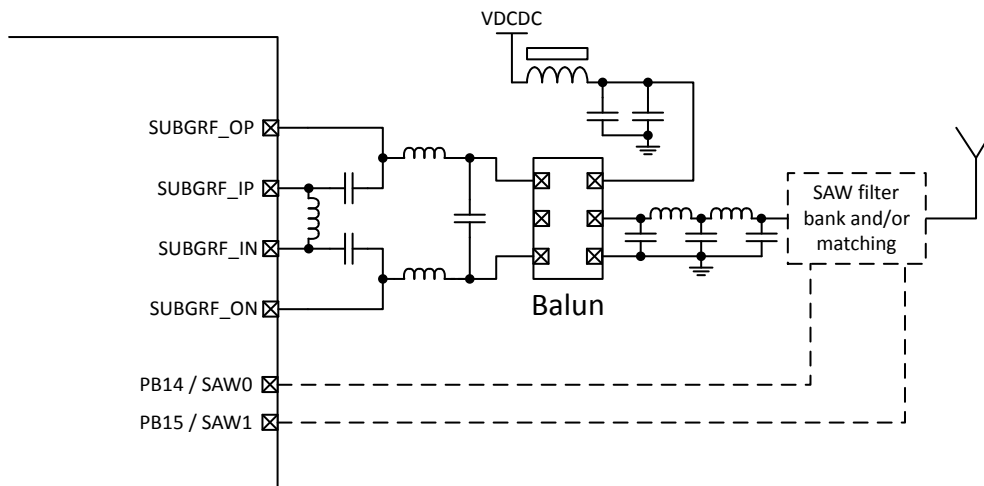 VDCDC
SUBGRF_OP
SUBGRF_IP
SUBGRF_IN
SUBGRF_ON
PB14 / SAW0
PB15 / SAW1
Balun
SAW filter
bank and/or
matching